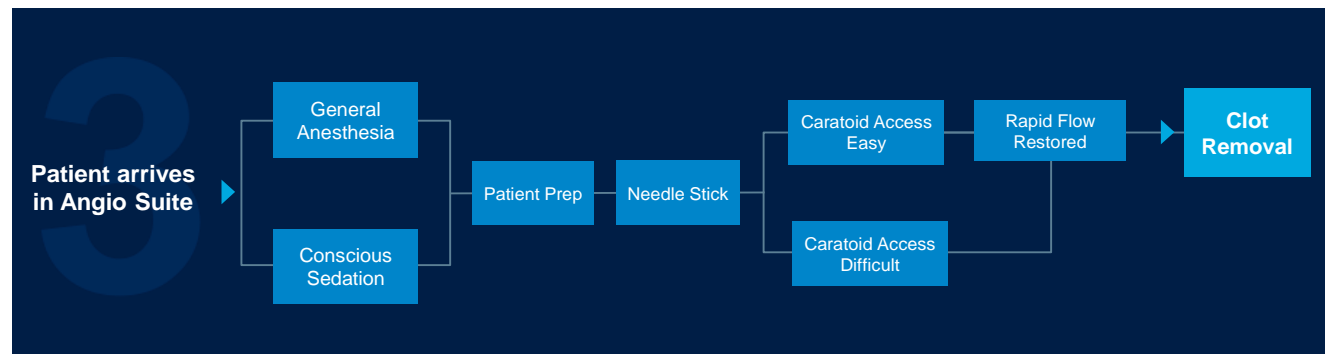 3
Patient arrives
in Angio Suite
General
Anesthesia
Conscious
Sedation
Patient Prep
Needle Stick
Caratoid Access
Easy
Caratoid Access
Difficult
Rapid Flow
Restored
Clot
Removal